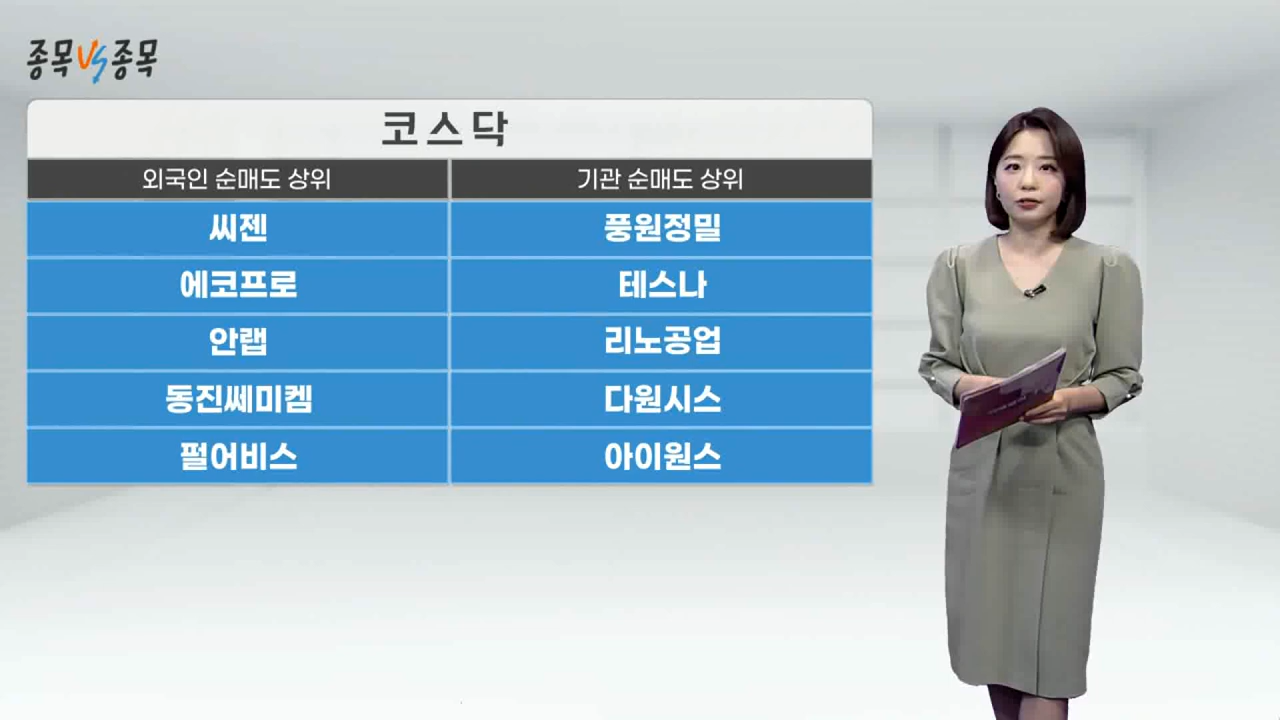 종목 VS 종목
코스닥
외국인 순매도 상위 기관 순매도 상위
씨젠 풍원정밀
에코프로 테스나
안랩 리노공업
동진쎄미켐 다원시스
펄어비스 아이원스